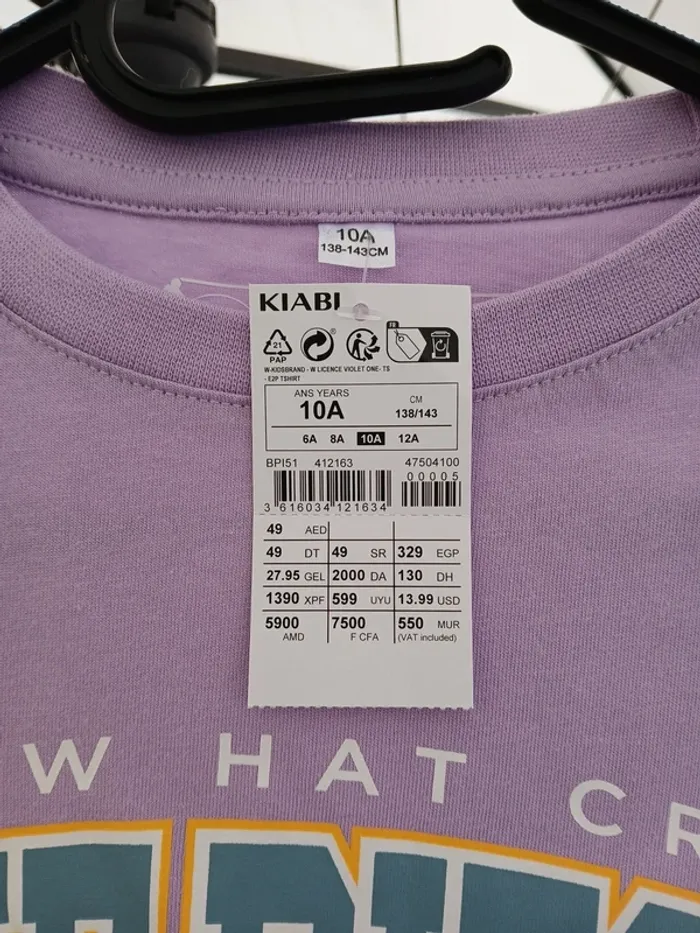 10A
138-143CM
KIABI
21
PAP
FR
W-KIDSBRAND - W LICENCE VIOLET ONE- TS
- E2P TSHIRT
ANS YEARS CM
10A 138/143
6A 8A 10A 12A
BPI51 412163 47504100
00005
3 616034 121634
49 AED
49 DT 49 SR 329 EGP
27.95 GEL 2000 DA 130 DH
1390 XPF 599 UYU 13.99 USD
5900 7500 550 MUR
AMD F CFA (VAT included)
W HAT CR